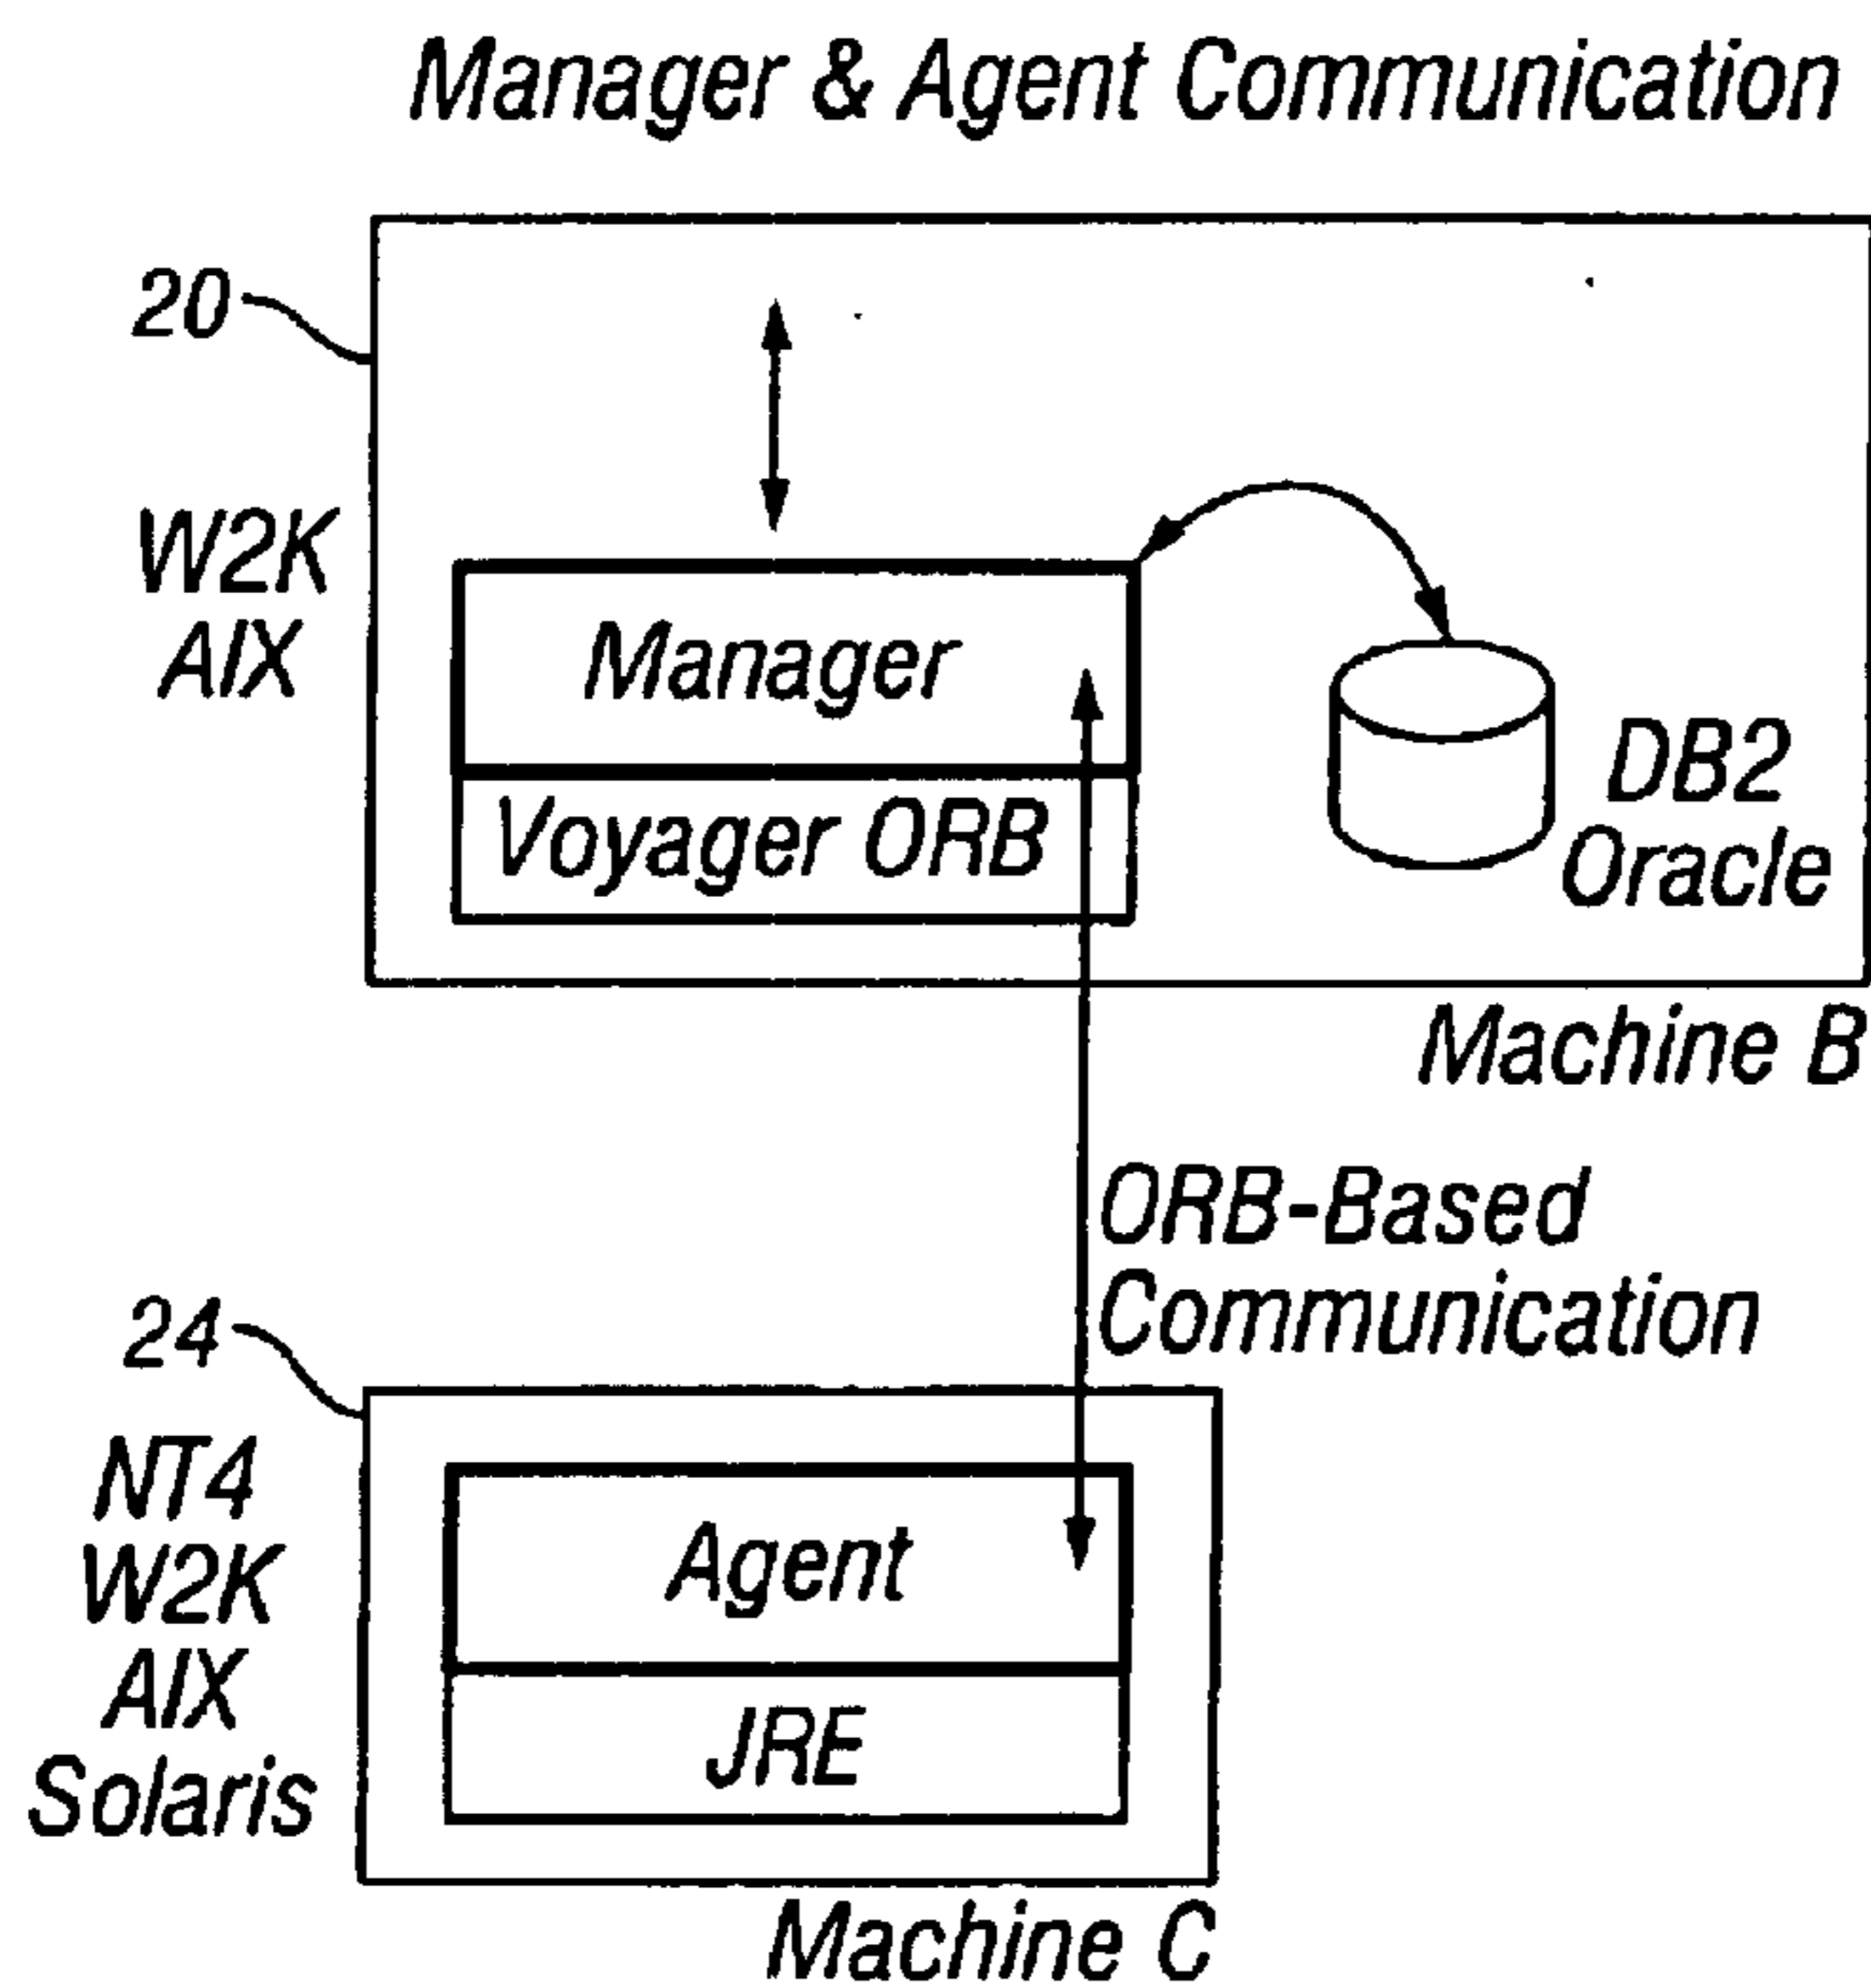 Manager & Agent Communication
20
W2K
AIX
Manager
Voyager ORB
DB2
Oracle
Machine B
ORB-Based
Communication
24
NT4
W2K
AIX
Solaris
Agent
JRE
Machine C